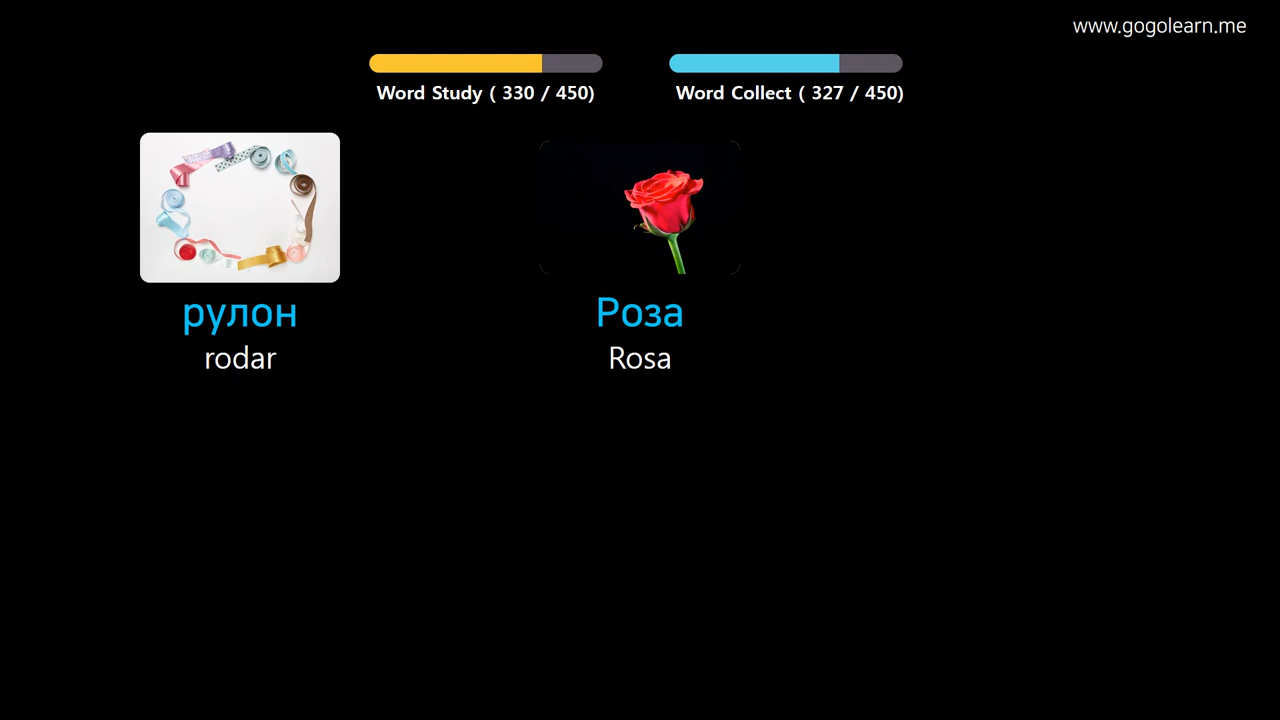 www.gogolearn.me
Word Study ( 330 / 450)
Word Collect ( 327 / 450)
рулон
rodar
Роза
Rosa